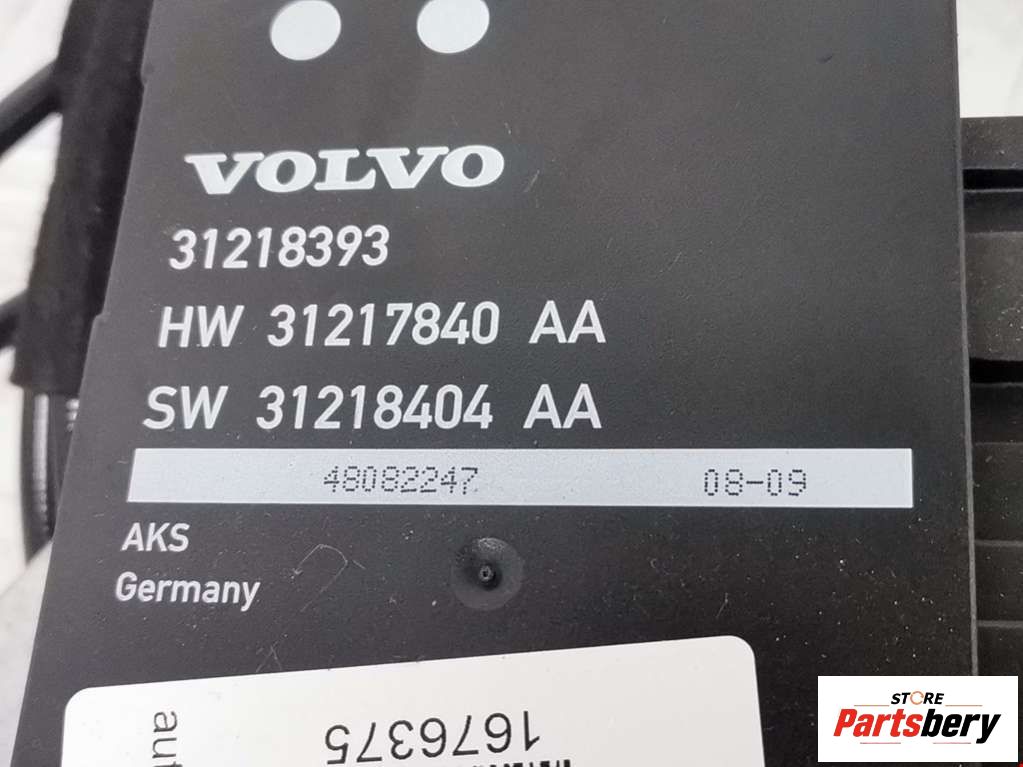 VOLVO
31218393
HW 31217840 AA
SW 31218404 AA
48082247 08-09
AKS
Germany
1676375
STORE
Partsbery